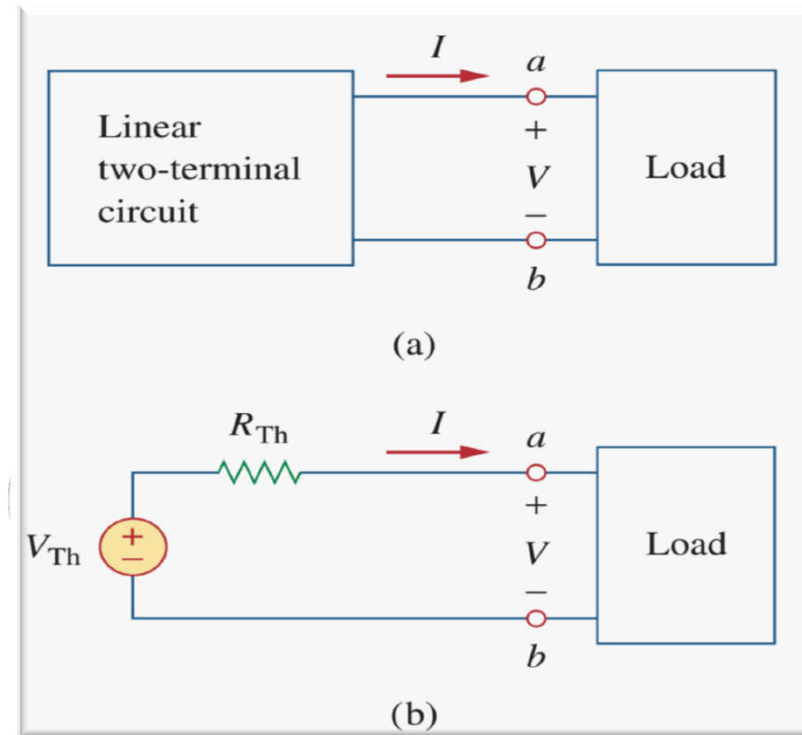 I
a
Linear
two-terminal
circuit
+
V
−
Load
b
(a)
R_Th
I
a
+
V_Th
+
−
V
−
Load
b
(b)